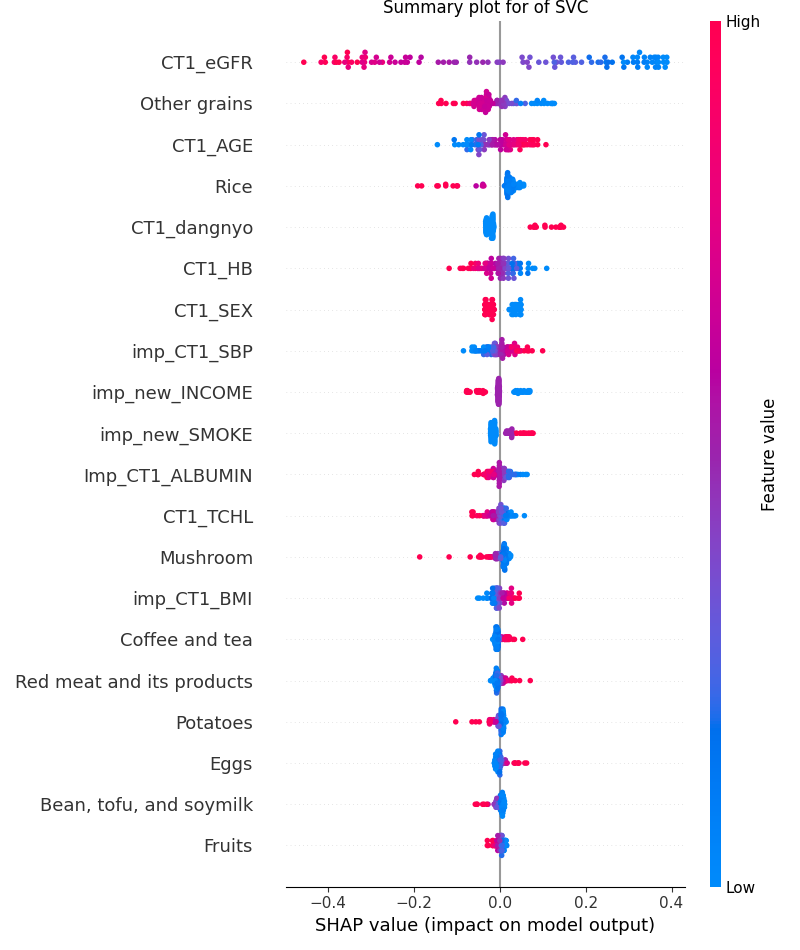 Summary plot for of SVC
High
CT1_eGFR
Other grains
CT1_AGE
Rice
CT1_dangnyo
CT1_HB
CT1_SEX
imp_CT1_SBP
imp_new_INCOME
imp_new_SMOKE
Imp_CT1_ALBUMIN
CT1_TCHL
Mushroom
imp_CT1_BMI
Coffee and tea
Red meat and its products
Potatoes
Eggs
Bean, tofu, and soymilk
Fruits
Feature value
Low
−0.4 −0.2 0.0 0.2 0.4
SHAP value (impact on model output)